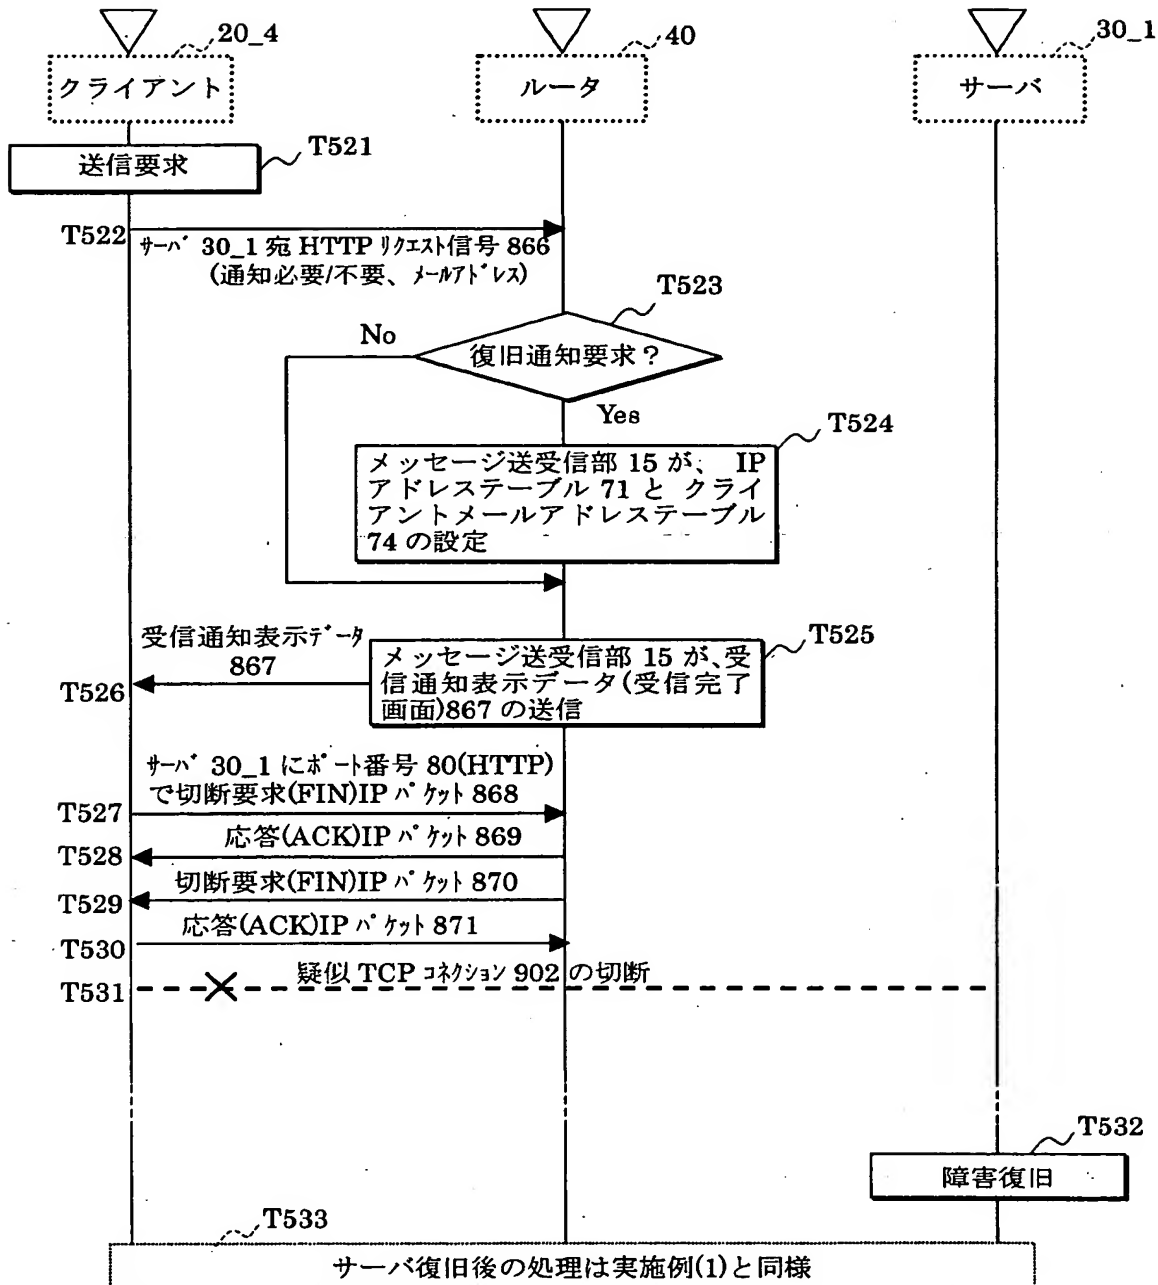 20_4
40
30_1
クライアント
ルータ
サーバ
送信要求
T521
T522
サーバ 30_1 宛 HTTP リクエスト信号 866
(通知必要/不要、メールアドレス)
T523
No
復旧通知要求？
Yes
T524
メッセージ送受信部 15 が、 IP
アドレステーブル 71 と クライ
アントメールアドレステーブル
74 の設定
受信通知表示データ
867
T525
メッセージ送受信部 15 が、受
信通知表示データ(受信完了
画面)867 の送信
T526
サーバ 30_1 にポート番号 80(HTTP)
で切断要求(FIN)IP パケット 868
T527
応答(ACK)IP パケット 869
T528
切断要求(FIN)IP パケット 870
T529
応答(ACK)IP パケット 871
T530
疑似 TCP コネクション 902 の切断
T531
T532
障害復旧
T533
サーバ復旧後の処理は実施例(1)と同様